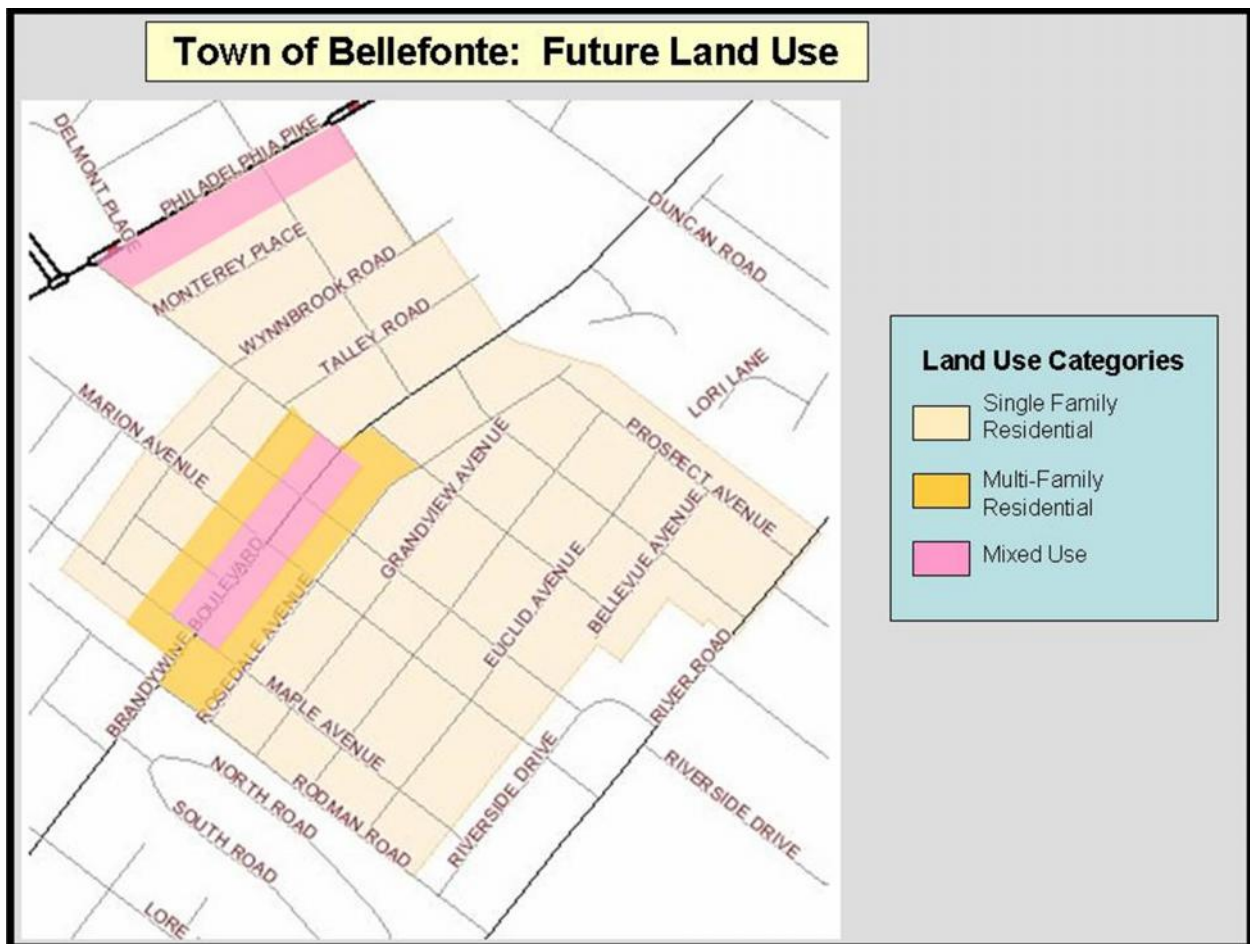 Town of Bellefonte:  Future Land Use
DELMONT PLACE
PHILADELPHIA PIKE
DUNCAN ROAD
MONTEREY PLACE
WYNNBROOK ROAD
TALLEY ROAD
LORI LANE
MARION AVENUE
PROSPECT AVENUE
GRANDVIEW AVENUE
BELLEVUE AVENUE
EUCLID AVENUE
BRANDYWINE BOULEVARD
ROSEDALE AVENUE
MAPLE AVENUE
RIVER ROAD
RODMAN ROAD
RIVERSIDE DRIVE
RIVERSIDE DRIVE
NORTH ROAD
SOUTH ROAD
LORE
Land Use Categories
Single Family
Residential
Multi-Family
Residential
Mixed Use